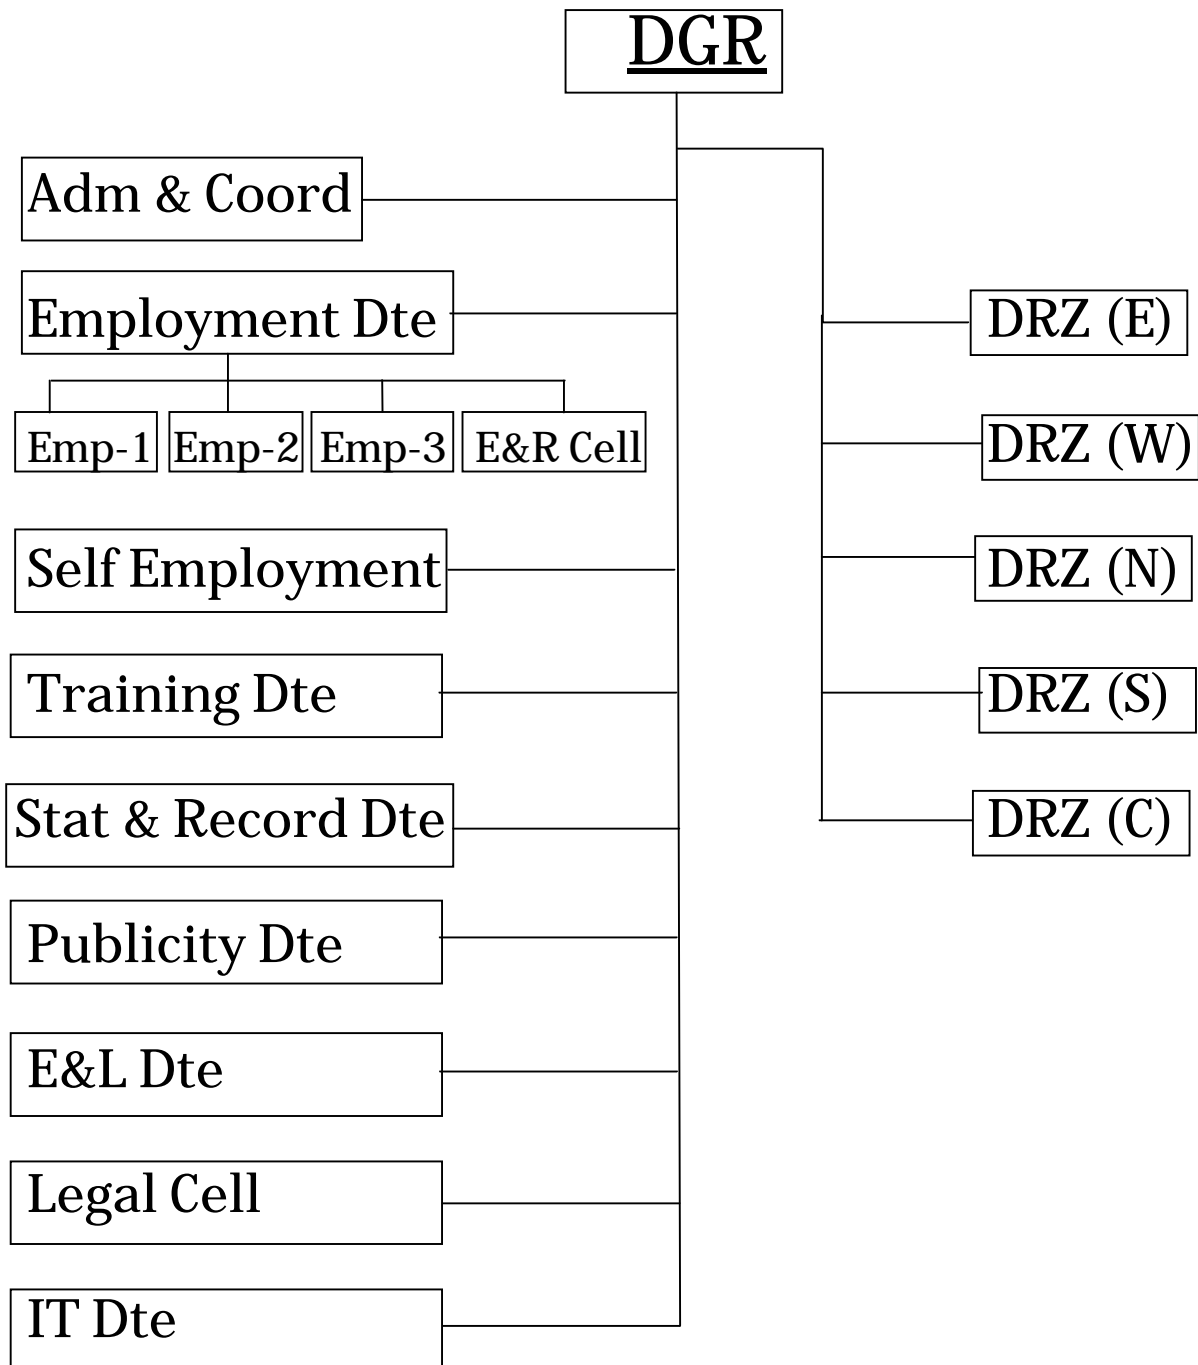 DGR
Adm & Coord
Employment Dte
Emp-1
Emp-2
Emp-3
E&R Cell
Self Employment
Training Dte
Stat & Record Dte
Publicity Dte
E&L Dte
Legal Cell
IT Dte
DRZ (E)
DRZ (W)
DRZ (N)
DRZ (S)
DRZ (C)